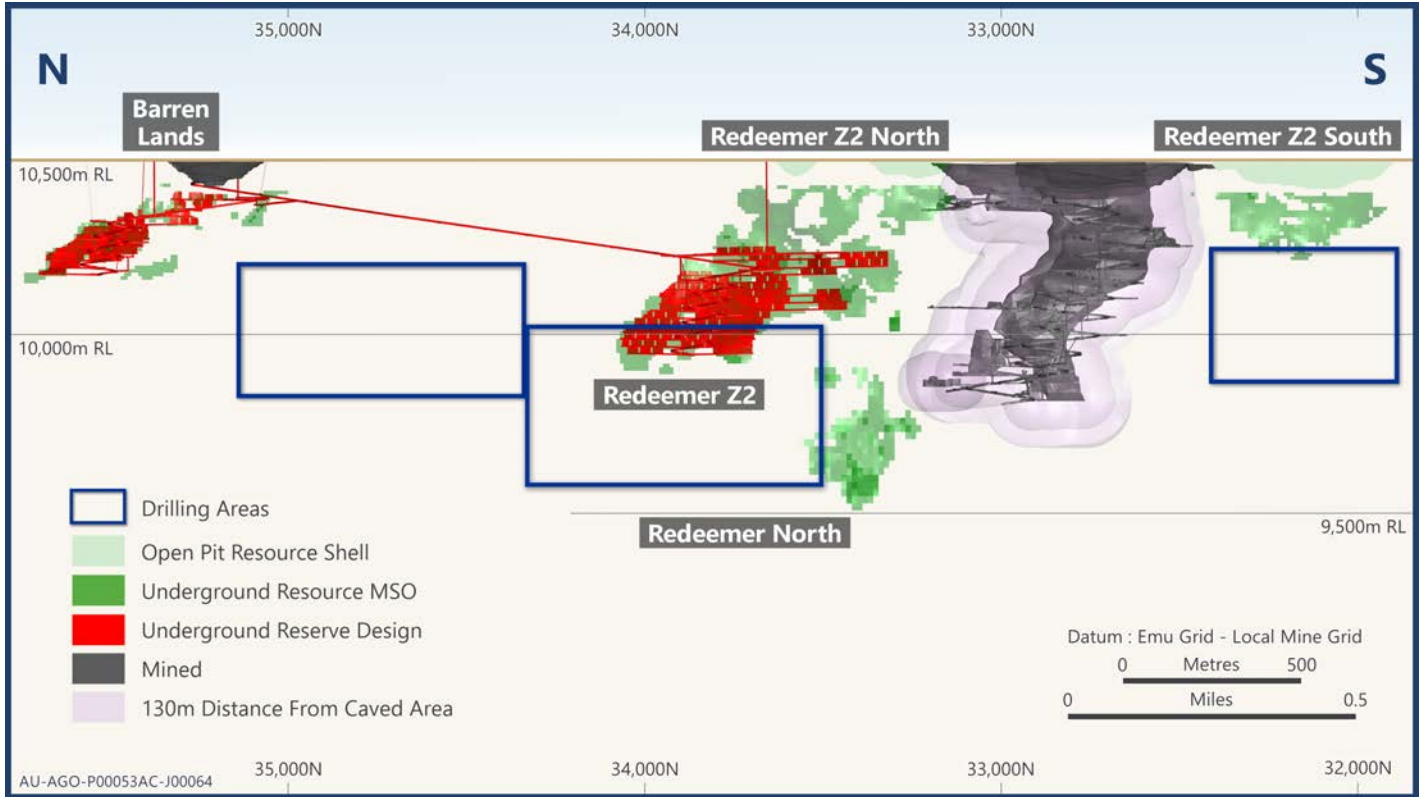 35,000N
34,000N
33,000N
N
S
Barren
Lands
Redeemer Z2 North
Redeemer Z2 South
10,500m RL
10,000m RL
Redeemer Z2
Redeemer North
9,500m RL
Drilling Areas
Open Pit Resource Shell
Underground Resource MSO
Underground Reserve Design
Mined
130m Distance From Caved Area
Datum : Emu Grid - Local Mine Grid
0 Metres 500
0 Miles 0.5
35,000N
34,000N
33,000N
32,000N
AU-AGO-P00053AC-J00064